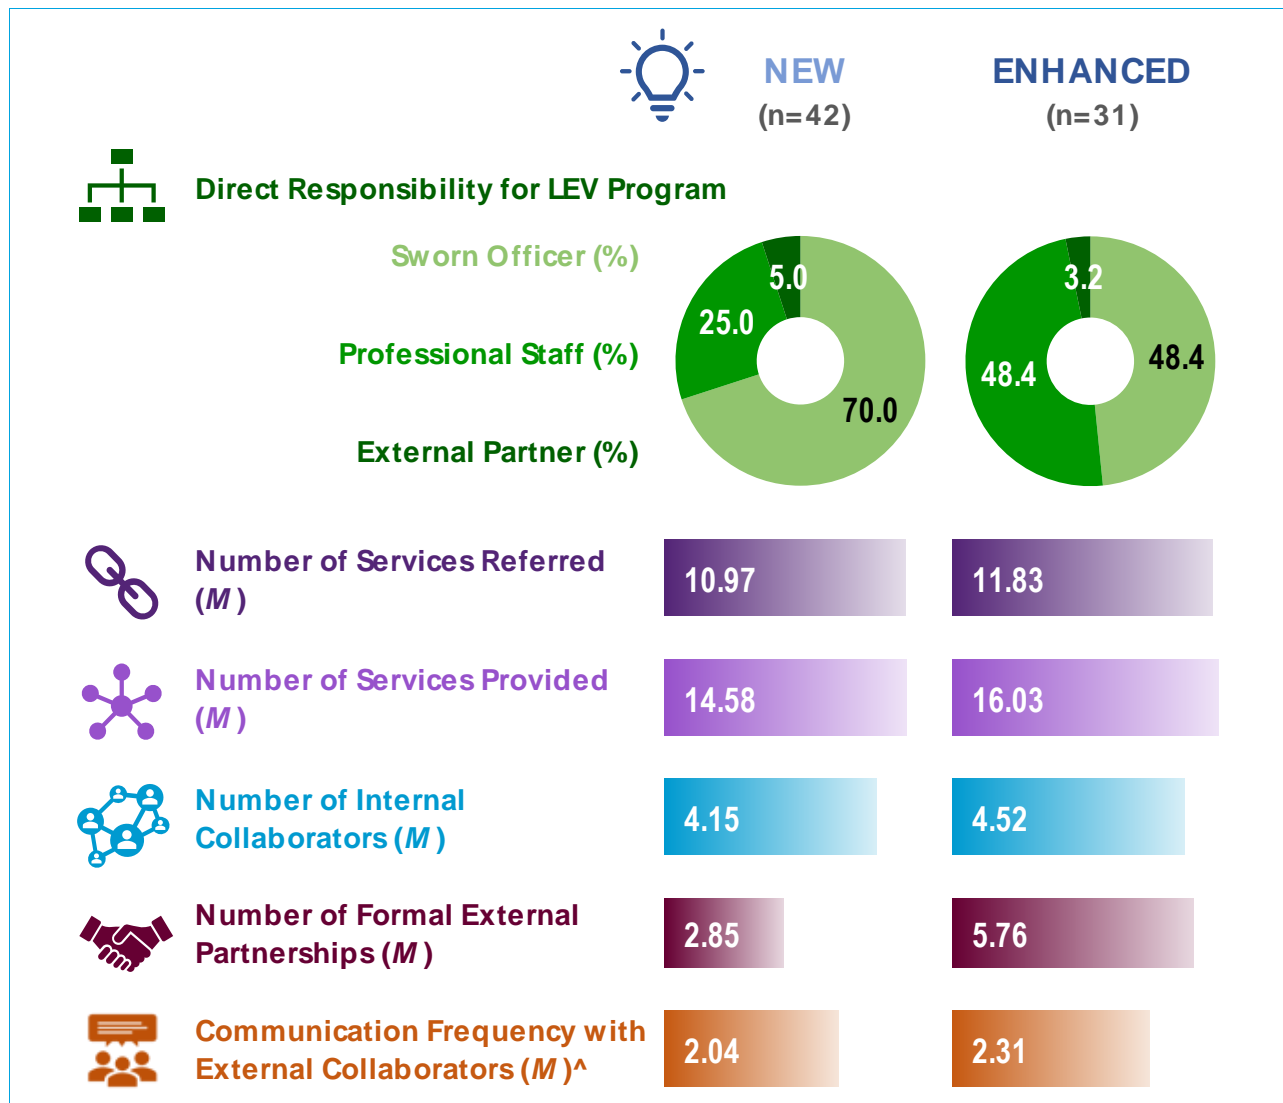 NEW
ENHANCED
(n=42)
(n=31)
Direct Responsibility for LEV Program
Sworn Officer (%)
Professional Staff (%)
External Partner (%)
5.0
25.0
70.0
3.2
48.4
48.4
Number of Services Referred
(M)
10.97
11.83
Number of Services Provided
(M)
14.58
16.03
Number of Internal
Collaborators (M)
4.15
4.52
Number of Formal External
Partnerships (M)
2.85
5.76
Communication Frequency with
External Collaborators (M)^
2.04
2.31